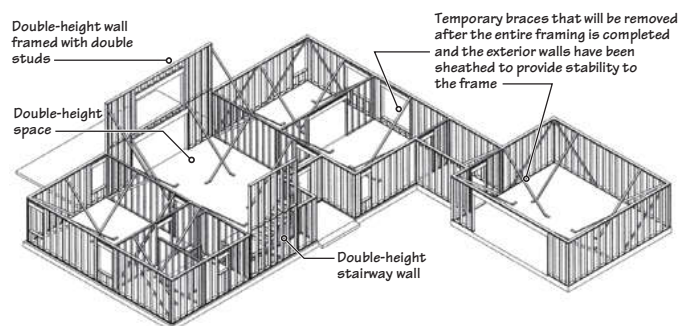 Double-height wall
framed with double
studs
Double-height
space
Temporary braces that will be removed
after the entire framing is completed
and the exterior walls have been
sheathed to provide stability to
the frame
Double-height
stairway wall